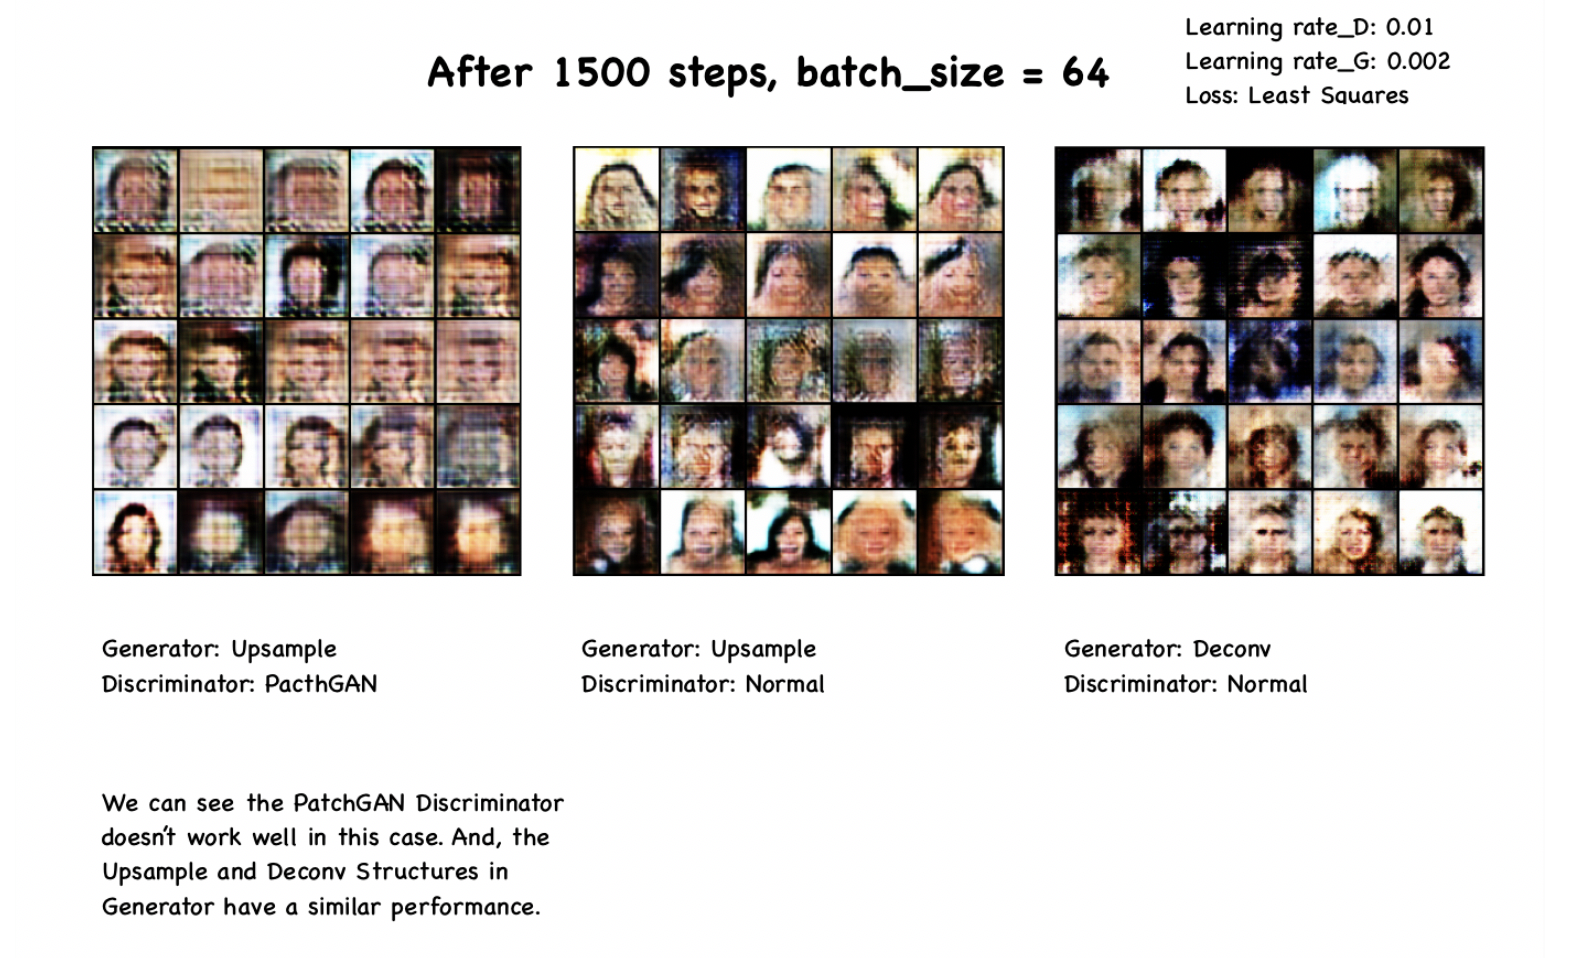 Learning rate_D: 0.01
Learning rate_G: 0.002
Loss: Least Squares
After 1500 steps, batch_size = 64
Generator: Upsample
Discriminator: PacthGAN
Generator: Upsample
Discriminator: Normal
Generator: Deconv
Discriminator: Normal
We can see the PatchGAN Discriminator
doesn't work well in this case. And, the
Upsample and Deconv Structures in
Generator have a similar performance.